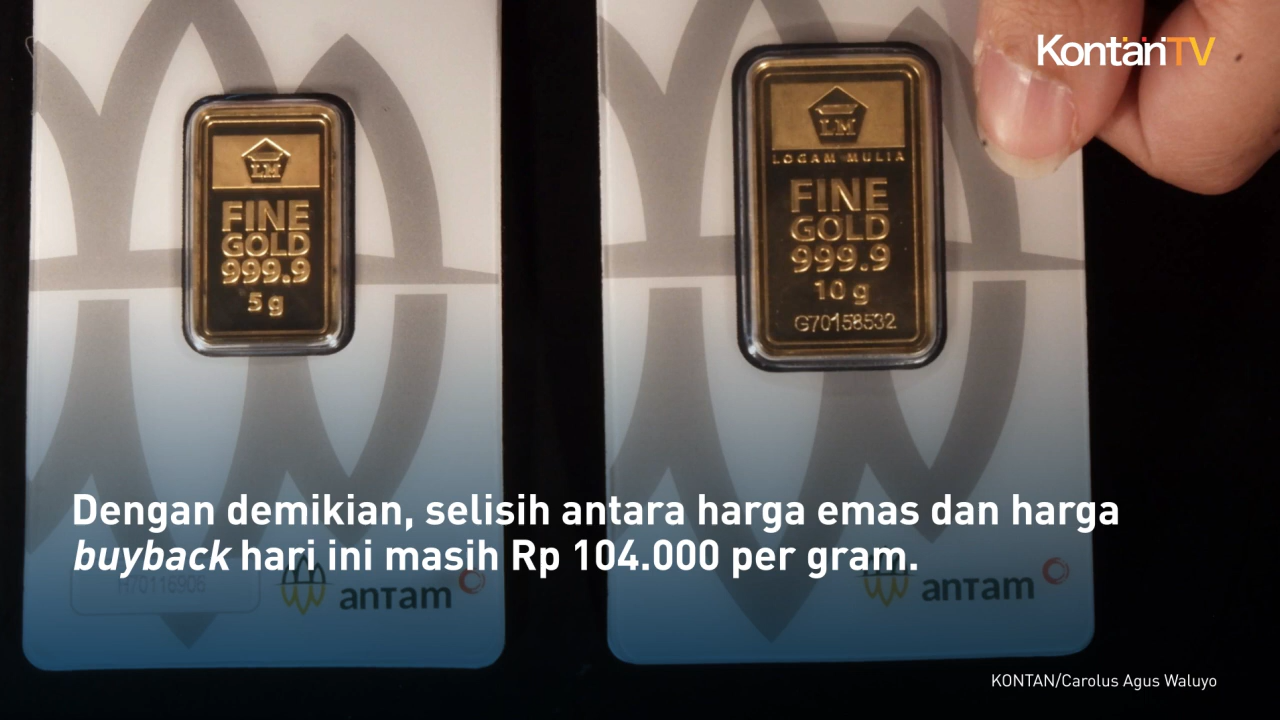 KontanTV
LM
FINE
GOLD
999.9
5 g
LM
LOGAM MULIA
FINE
GOLD
999.9
10 g
G70158532
Dengan demikian, selisih antara harga emas dan harga
buyback hari ini masih Rp 104.000 per gram.
antam
antam
KONTAN/Carolus Agus Waluyo